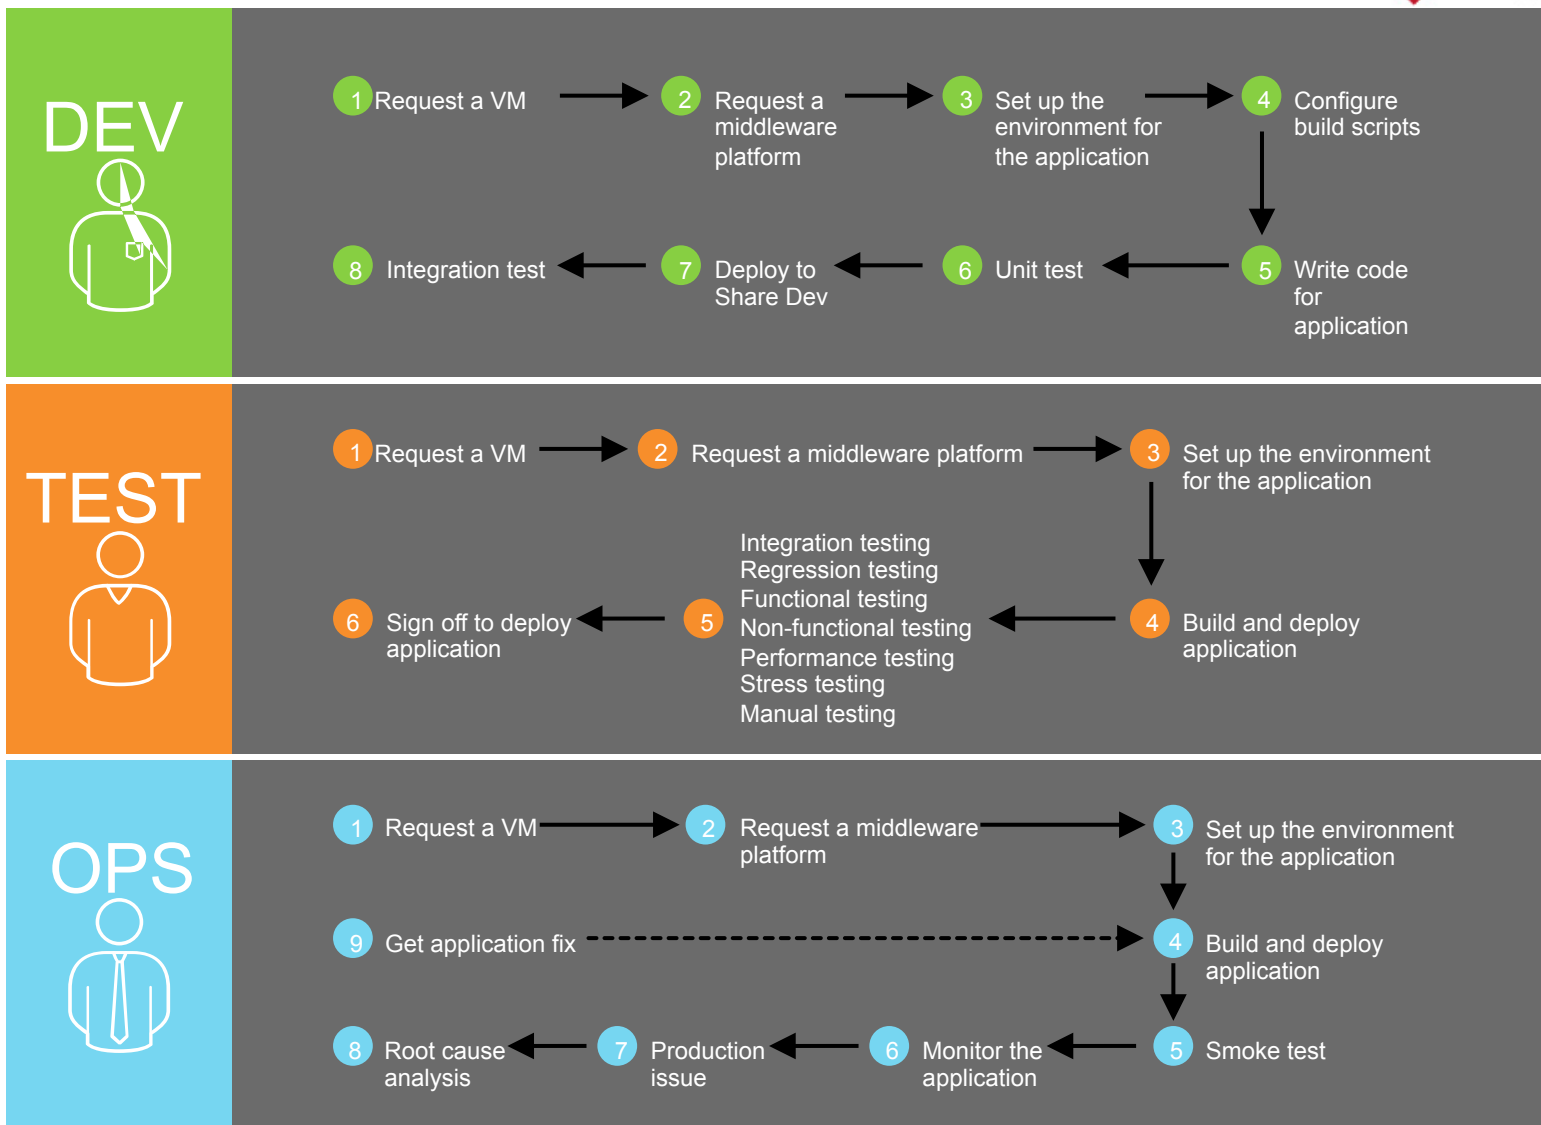 DEV
1 Request a VM
2 Request a
middleware
platform
3 Set up the
environment for
the application
4 Configure
build scripts
5 Write code
for
application
6 Unit test
7 Deploy to
Share Dev
8 Integration test
TEST
1 Request a VM
2 Request a middleware platform
3 Set up the environment
for the application
4 Build and deploy
application
5 Integration testing
Regression testing
Functional testing
Non-functional testing
Performance testing
Stress testing
Manual testing
6 Sign off to deploy
application
OPS
1 Request a VM
2 Request a middleware
platform
3 Set up the environment
for the application
4 Build and deploy
application
5 Smoke test
6 Monitor the
application
7 Production
issue
8 Root cause
analysis
9 Get application fix